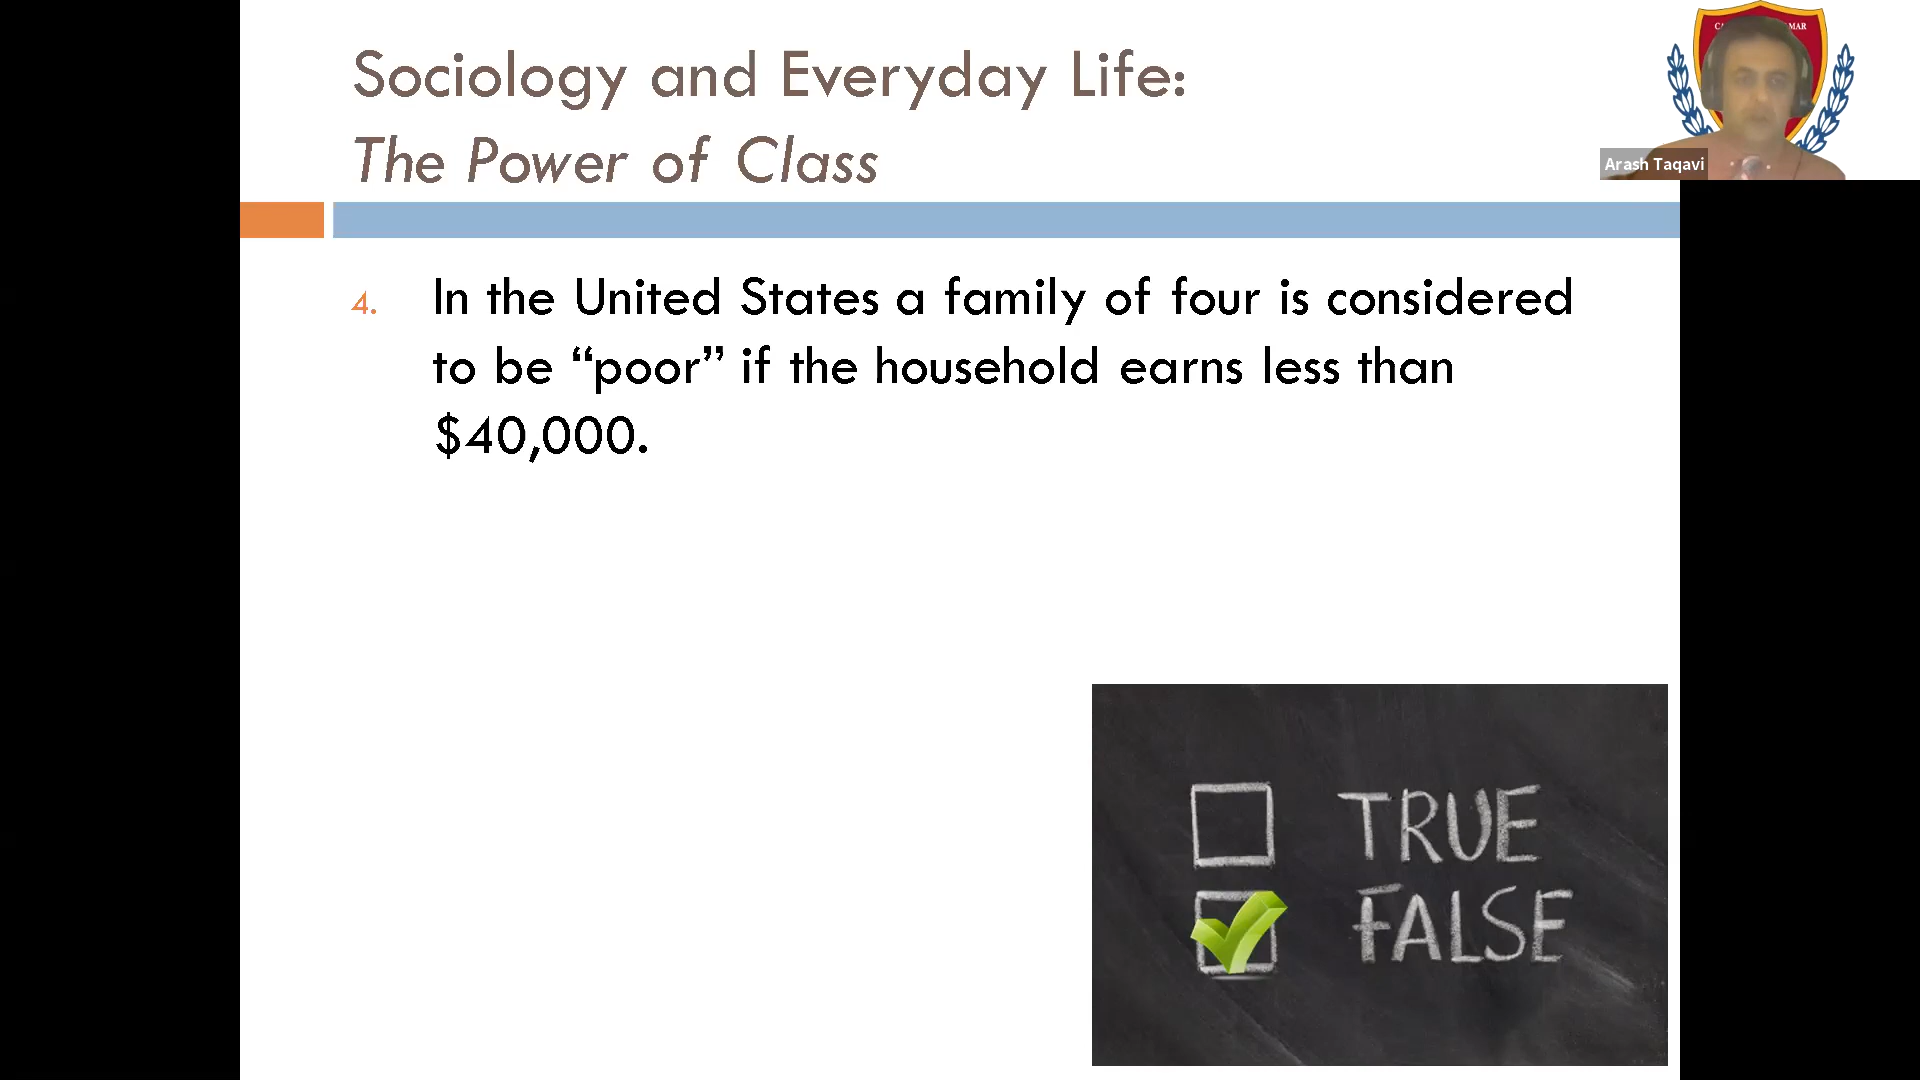 Sociology and Everyday Life:
The Power of Class
Arash Taqavi
4. In the United States a family of four is considered
to be “poor” if the household earns less than
$40,000.
TRUE
FALSE